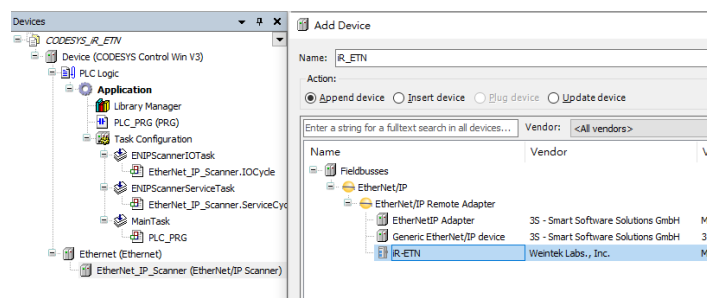 Devices
CODESYS_iR_ETN
Device (CODESYS Control Win V3)
PLC Logic
Application
Library Manager
PLC_PRG (PRG)
Task Configuration
ENIPScannerIOTask
EtherNet_IP_Scanner.IOCycle
ENIPScannerServiceTask
EtherNet_IP_Scanner.ServiceCyc
MainTask
PLC_PRG
Ethernet (Ethernet)
EtherNet_IP_Scanner (EtherNet/IP Scanner)
Add Device
Name: iR_ETN
Action:
Append device Insert device Plug device Update device
Enter a string for a fulltext search in all devices... Vendor: <All vendors>
Name Vendor V
Fieldbusses
EtherNet/IP
EtherNet/IP Remote Adapter
EtherNetIP Adapter 3S - Smart Software Solutions GmbH M
Generic EtherNet/IP device 3S - Smart Software Solutions GmbH 3
iR-ETN Weintek Labs., Inc. M